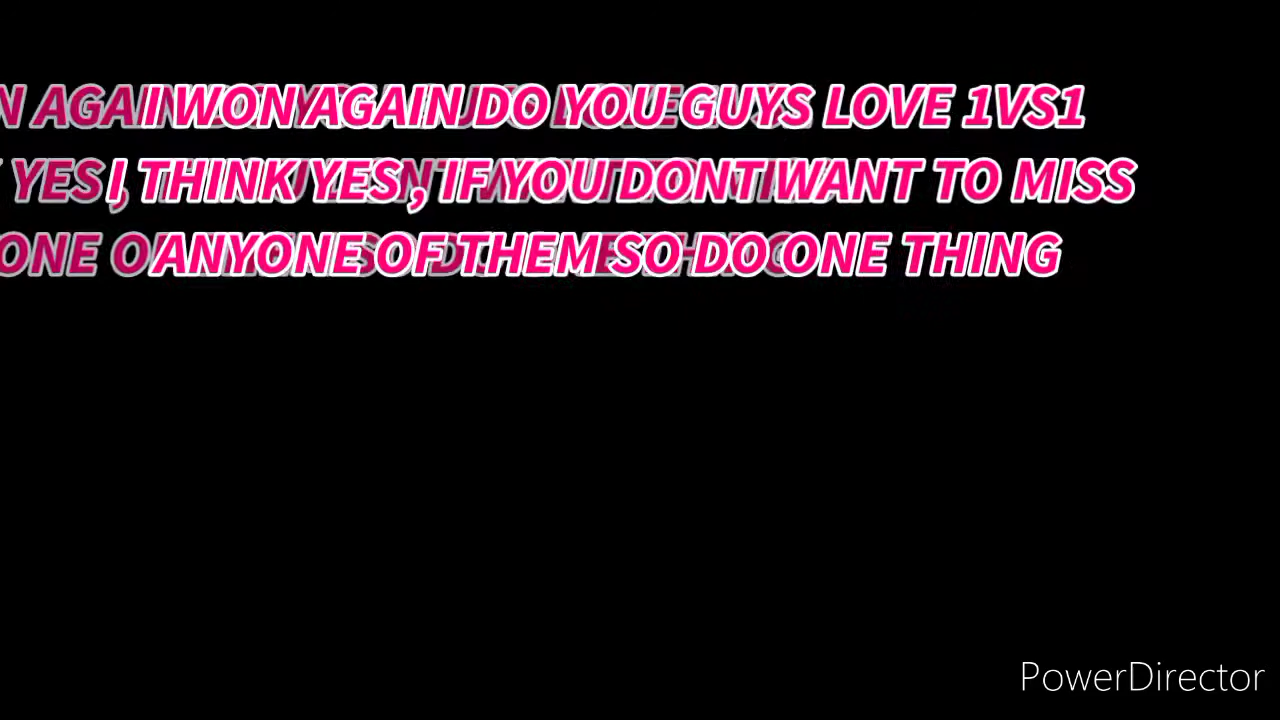 I WON AGAIN DO YOU GUYS LOVE 1VS1
I THINK YES , IF YOU DONT WANT TO MISS
ANYONE OF THEM SO DO ONE THING
PowerDirector